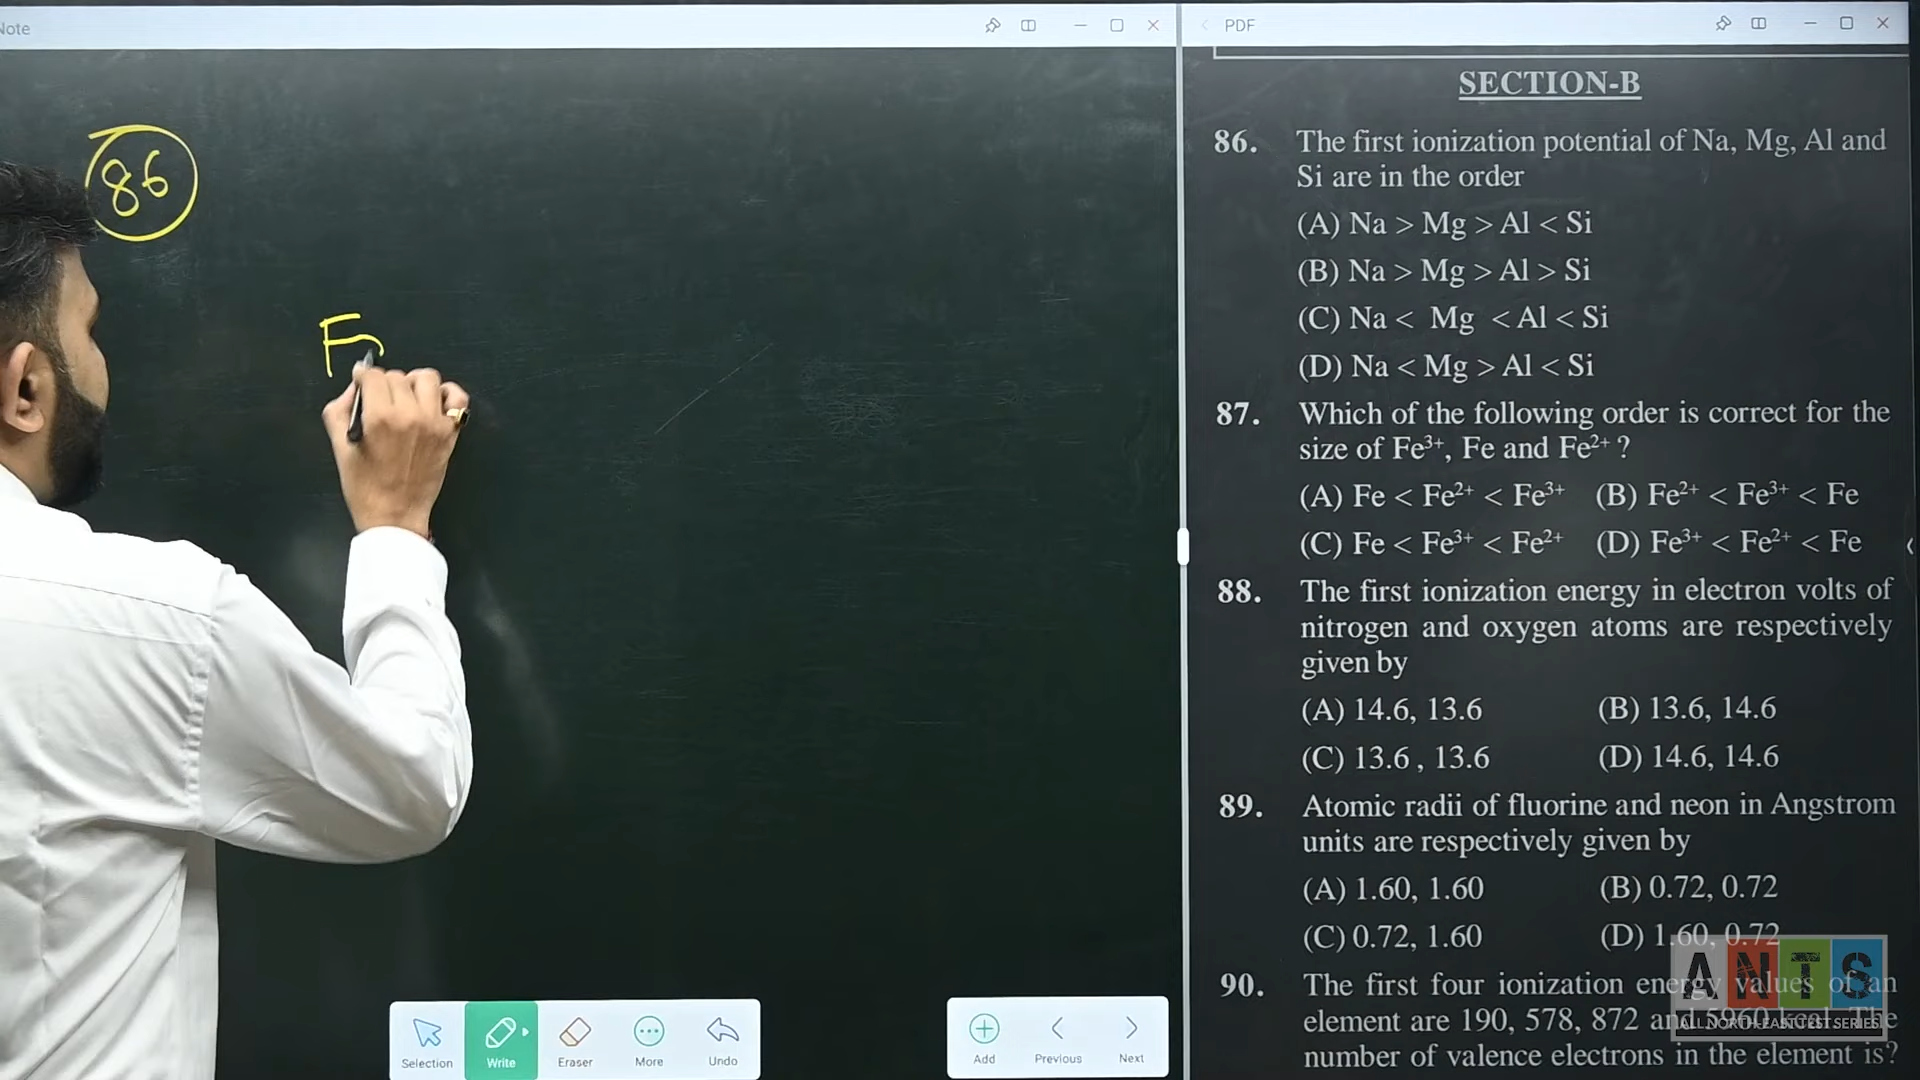 Note
PDF
86
F
SECTION-B
86. The first ionization potential of Na, Mg, Al and
Si are in the order
(A) Na > Mg > Al < Si
(B) Na > Mg > Al > Si
(C) Na < Mg < Al < Si
(D) Na < Mg > Al < Si
87. Which of the following order is correct for the
size of Fe³⁺, Fe and Fe²⁺ ?
(A) Fe < Fe²⁺ < Fe³⁺ (B) Fe²⁺ < Fe³⁺ < Fe
(C) Fe < Fe³⁺ < Fe²⁺ (D) Fe³⁺ < Fe²⁺ < Fe
88. The first ionization energy in electron volts of
nitrogen and oxygen atoms are respectively
given by
(A) 14.6, 13.6 (B) 13.6, 14.6
(C) 13.6 , 13.6 (D) 14.6, 14.6
89. Atomic radii of fluorine and neon in Angstrom
units are respectively given by
(A) 1.60, 1.60 (B) 0.72, 0.72
(C) 0.72, 1.60 (D) 1.60, 0.72
90. The first four ionization energy values of an
element are 190, 578, 872 and 5960 kcal. The
number of valence electrons in the element is?
ANTS
ALL NORTH-EAST TEST SERIES
Selection Write Eraser More Undo
Add Previous Next